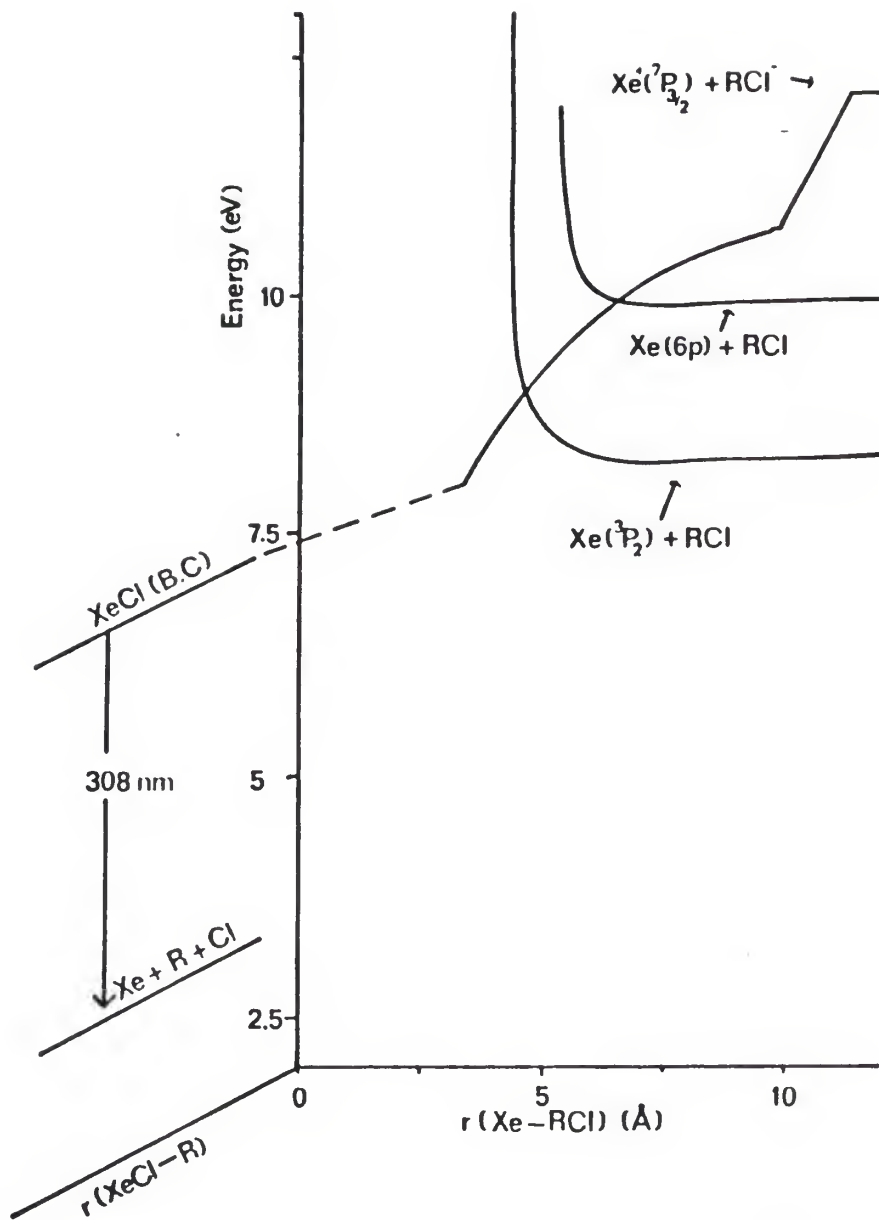 Xe⁺(⁷P₃/₂) + RCl⁻ →
Energy (eV)
10
Xe(6p) + RCl
Xe(³P₂) + RCl
7.5
XeCl (B.C)
5
308 nm
Xe + R + Cl
2.5
0
5
10
r (Xe-RCl) (Å)
r(XeCl-R)